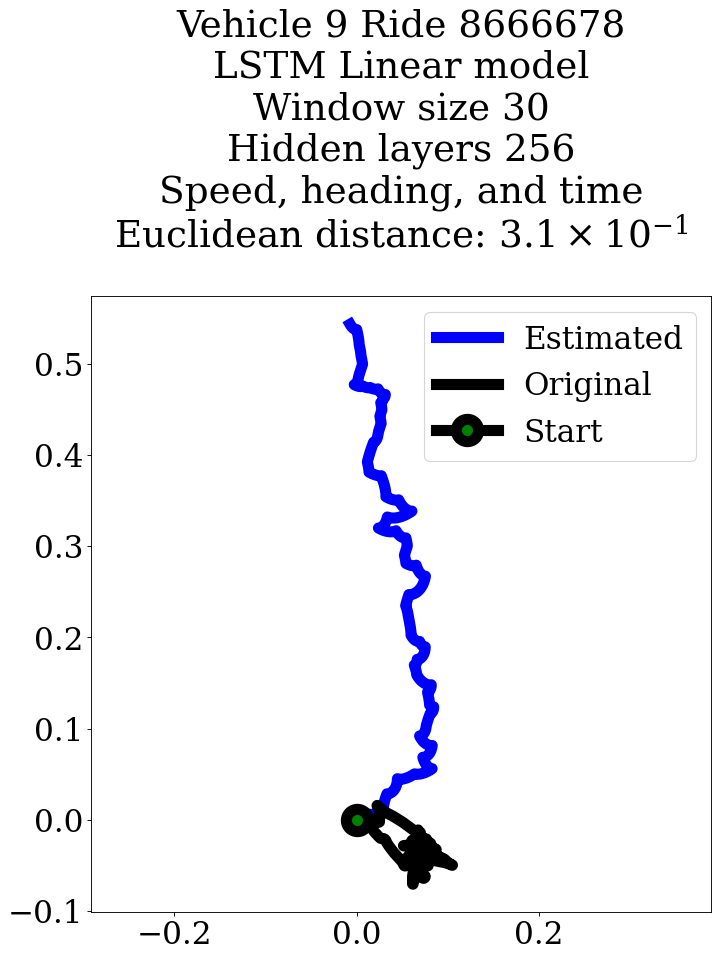 Vehicle 9 Ride 8666678
LSTM Linear model
Window size 30
Hidden layers 256
Speed, heading, and time
Euclidean distance: 3.1 × 10⁻¹
Estimated
Original
Start
0.5
0.4
0.3
0.2
0.1
0.0
−0.1
−0.2 0.0 0.2